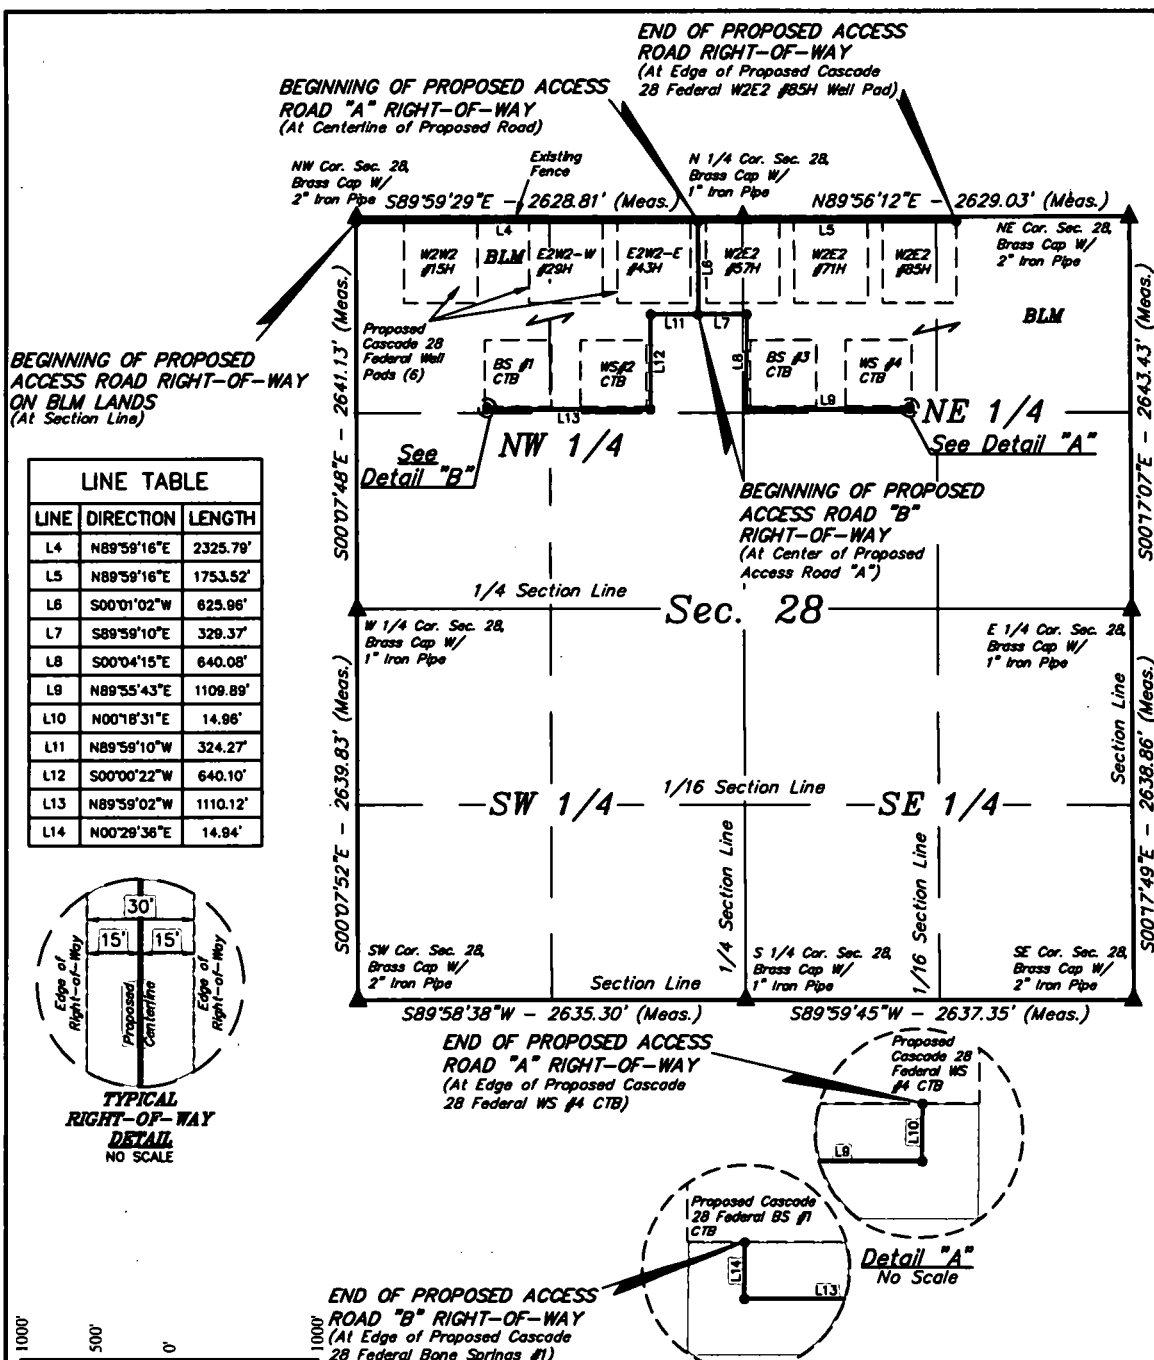 END OF PROPOSED ACCESS
ROAD RIGHT-OF-WAY
(At Edge of Proposed Cascade
28 Federal W2E2 #85H Well Pad)
BEGINNING OF PROPOSED ACCESS
ROAD "A" RIGHT-OF-WAY
(At Centerline of Proposed Road)
NW Cor. Sec. 28,
Brass Cap W/
2" Iron Pipe
Existing
Fence
N 1/4 Cor. Sec. 28,
Brass Cap W/
1" Iron Pipe
S89°59'29"E - 2628.81' (Meas.)
N89°56'12"E - 2629.03' (Meas.)
NE Cor. Sec. 28,
Brass Cap W/
2" Iron Pipe
L4
L5
W2W2
#15H
BLM
E2W2-W
#29H
E2W2-E
#43H
L6
W2E2
#57H
W2E2
#71H
W2E2
#85H
BLM
Proposed
Cascade 28
Federal Well
Pads (6)
L11
L7
L12
L8
BS #1
CTB
WS#2
CTB
BS #3
CTB
WS #4
CTB
L13
L9
BEGINNING OF PROPOSED
ACCESS ROAD RIGHT-OF-WAY
ON BLM LANDS
(At Section Line)
S00°07'48"E - 2641.13' (Meas.)
S00°17'07"E - 2643.43' (Meas.)
See
Detail "B"
NW 1/4
NE 1/4
See Detail "A"
BEGINNING OF PROPOSED
ACCESS ROAD "B"
RIGHT-OF-WAY
(At Center of Proposed
Access Road "A")
LINE TABLE
LINE DIRECTION LENGTH
L4 N89°59'16"E 2325.79'
L5 N89°59'16"E 1753.52'
L6 S00°01'02"W 625.96'
L7 S89°59'10"E 329.37'
L8 S00°04'15"E 640.08'
L9 N89°55'43"E 1109.89'
L10 N00°18'31"E 14.96'
L11 N89°59'10"W 324.27'
L12 S00°00'22"W 640.10'
L13 N89°59'02"W 1110.12'
L14 N00°29'36"E 14.94'
1/4 Section Line
Sec. 28
W 1/4 Cor. Sec. 28,
Brass Cap W/
1" Iron Pipe
E 1/4 Cor. Sec. 28,
Brass Cap W/
1" Iron Pipe
S00°07'52"E - 2639.83' (Meas.)
Section Line
S00°17'49"E - 2638.86' (Meas.)
SW 1/4
1/16 Section Line
SE 1/4
1/4 Section Line
1/16 Section Line
SW Cor. Sec. 28,
Brass Cap W/
2" Iron Pipe
Section Line
S 1/4 Cor. Sec. 28,
Brass Cap W/
1" Iron Pipe
SE Cor. Sec. 28,
Brass Cap W/
2" Iron Pipe
S89°58'38"W - 2635.30' (Meas.)
S89°59'45"W - 2637.35' (Meas.)
30'
15'
15'
Edge of
Right-of-Way
Proposed
Centerline
Edge of
Right-of-Way
TYPICAL
RIGHT-OF-WAY
DETAIL
NO SCALE
END OF PROPOSED ACCESS
ROAD "A" RIGHT-OF-WAY
(At Edge of Proposed Cascade
28 Federal WS #4 CTB)
Proposed
Cascade 28
Federal WS
#4 CTB
L10
L9
Detail "A"
No Scale
Proposed Cascade
28 Federal BS #1
CTB
L14
L13
END OF PROPOSED ACCESS
ROAD "B" RIGHT-OF-WAY
(At Edge of Proposed Cascade
28 Federal Bone Springs #1)
1000'
500'
0'
1000'